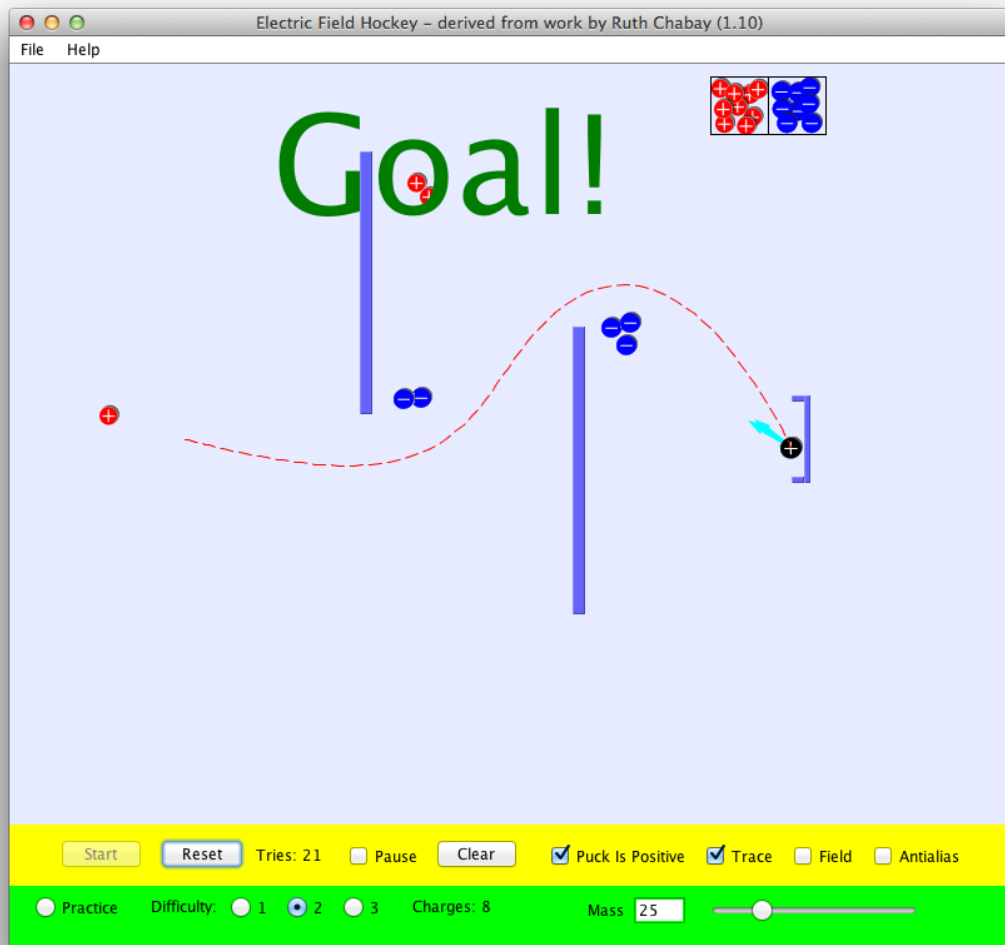 Electric Field Hockey – derived from work by Ruth Chabay (1.10)
File Help
Goal!
Start Reset Tries: 21 Pause Clear Puck Is Positive Trace Field Antialias
Practice Difficulty: 1 2 3 Charges: 8 Mass 25